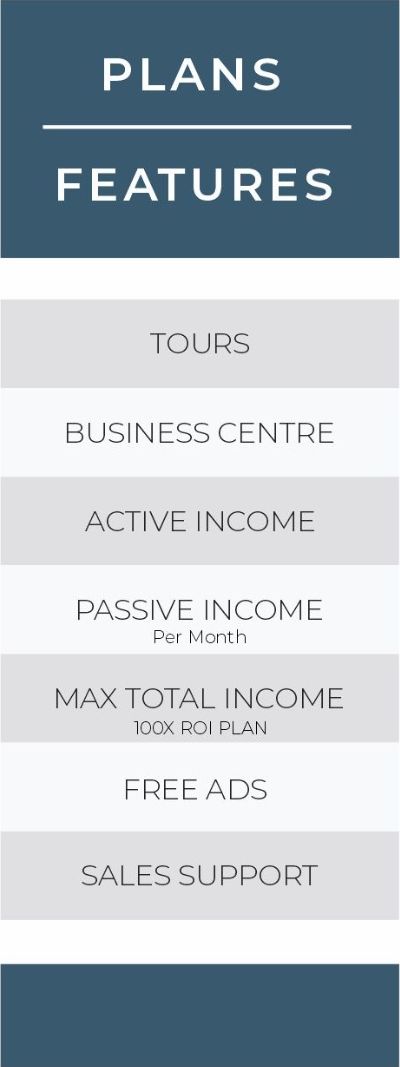 PLANS
FEATURES
TOURS
BUSINESS CENTRE
ACTIVE INCOME
PASSIVE INCOME
Per Month
MAX TOTAL INCOME
100X ROI PLAN
FREE ADS
SALES SUPPORT